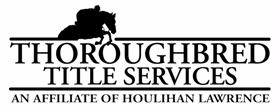 THOROUGHBRED
TITLE SERVICES
AN AFFILIATE OF HOULIHAN LAWRENCE